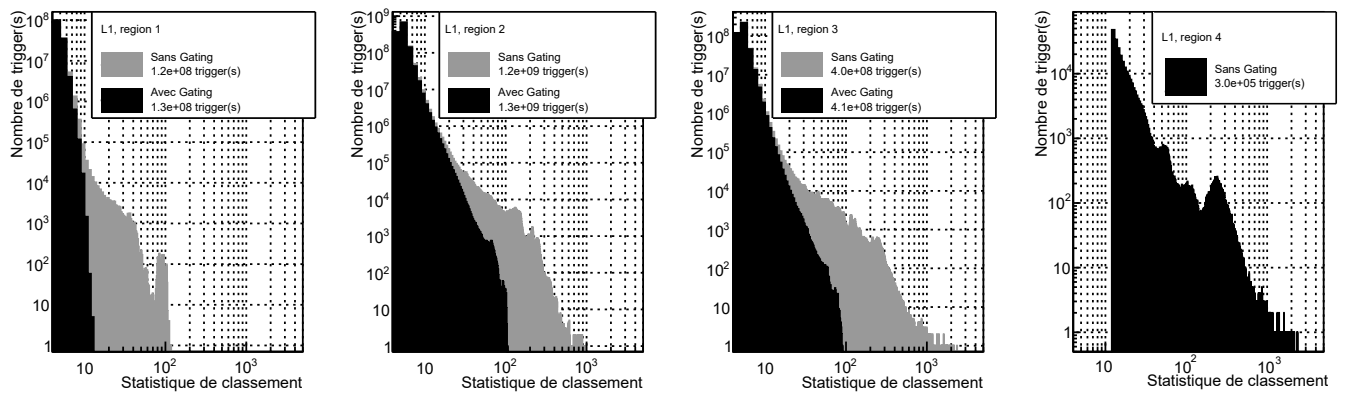 L1, region 1
Sans Gating
1.2e+08 trigger(s)
Avec Gating
1.3e+08 trigger(s)
Nombre de trigger(s)
10^8
10^7
10^6
10^5
10^4
10^3
10^2
10
1
10
10^2
10^3
Statistique de classement
L1, region 2
Sans Gating
1.2e+09 trigger(s)
Avec Gating
1.3e+09 trigger(s)
Nombre de trigger(s)
10^9
10^8
10^7
10^6
10^5
10^4
10^3
10^2
10
1
10
10^2
10^3
Statistique de classement
L1, region 3
Sans Gating
4.0e+08 trigger(s)
Avec Gating
4.1e+08 trigger(s)
Nombre de trigger(s)
10^8
10^7
10^6
10^5
10^4
10^3
10^2
10
1
10
10^2
10^3
Statistique de classement
L1, region 4
Sans Gating
3.0e+05 trigger(s)
Nombre de trigger(s)
10^4
10^3
10^2
10
1
10
10^2
10^3
Statistique de classement